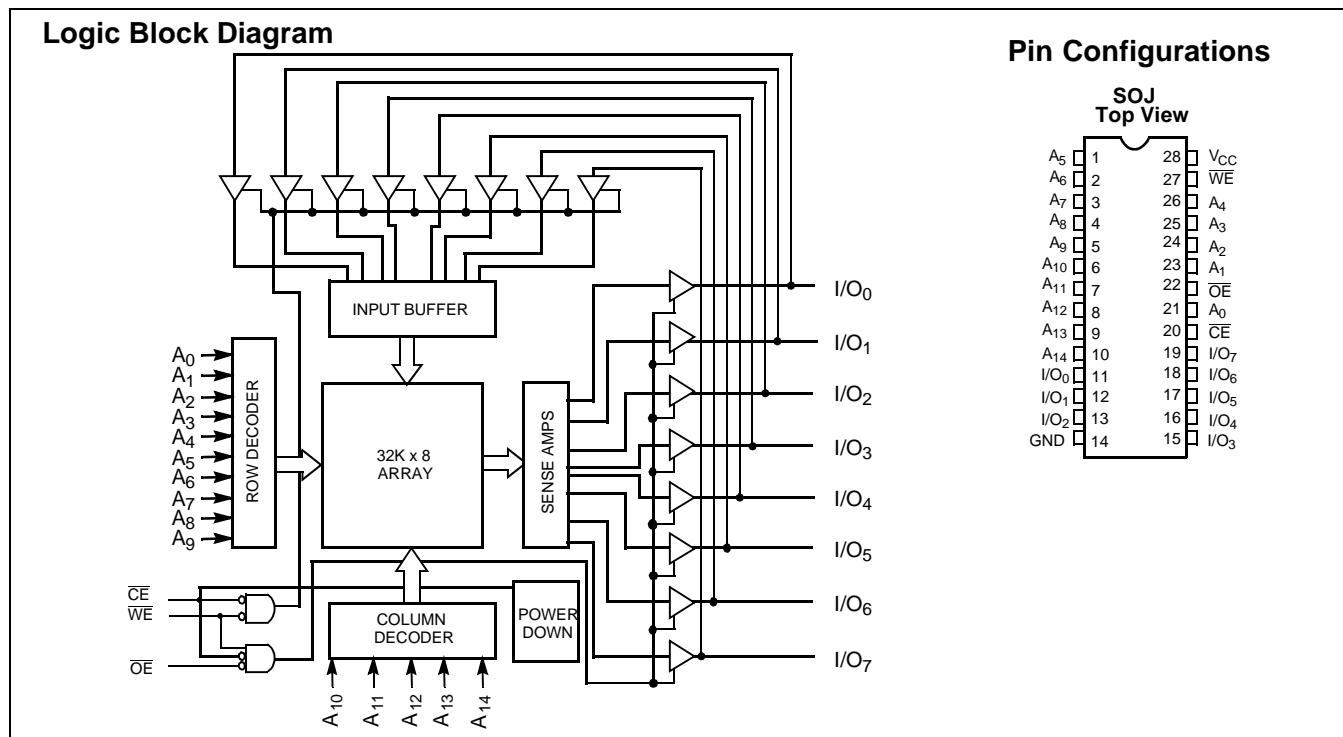 Logic Block Diagram
INPUT BUFFER
A0
A1
A2
A3
A4
A5
A6
A7
A8
A9
ROW DECODER
32K x 8
ARRAY
SENSE AMPS
I/O0
I/O1
I/O2
I/O3
I/O4
I/O5
I/O6
I/O7
CE
WE
OE
COLUMN
DECODER
POWER
DOWN
A10
A11
A12
A13
A14
Pin Configurations
SOJ
Top View
A5 1 28 VCC
A6 2 27 WE
A7 3 26 A4
A8 4 25 A3
A9 5 24 A2
A10 6 23 A1
A11 7 22 OE
A12 8 21 A0
A13 9 20 CE
A14 10 19 I/O7
I/O0 11 18 I/O6
I/O1 12 17 I/O5
I/O2 13 16 I/O4
GND 14 15 I/O3